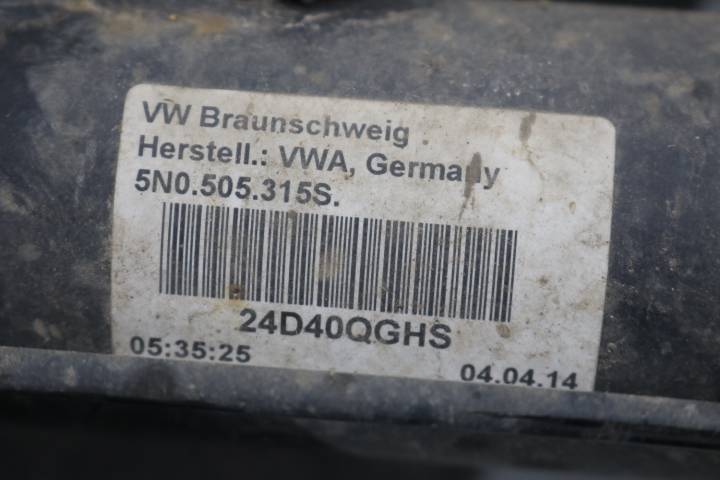 VW Braunschweig
Herstell.: VWA, Germany
5N0.505.315S.
24D40QGHS
05:35:25
04.04.14